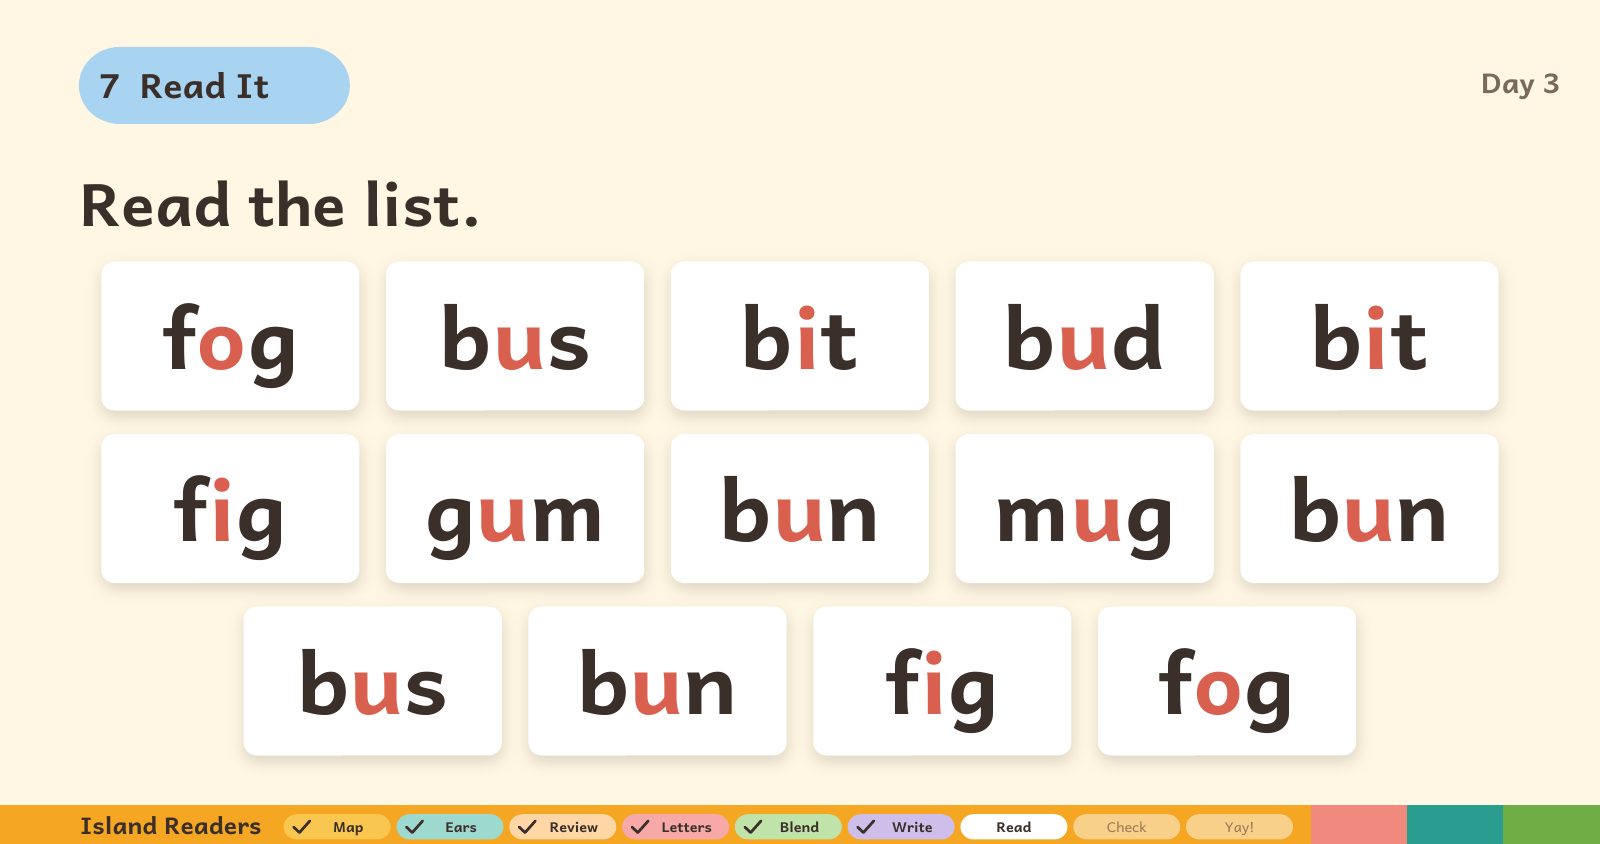 7 Read It
Day 3
Read the list.
fog bus bit bud bit
fig gum bun mug bun
bus bun fig fog
Island Readers Map Ears Review Letters Blend Write Read Check Yay!